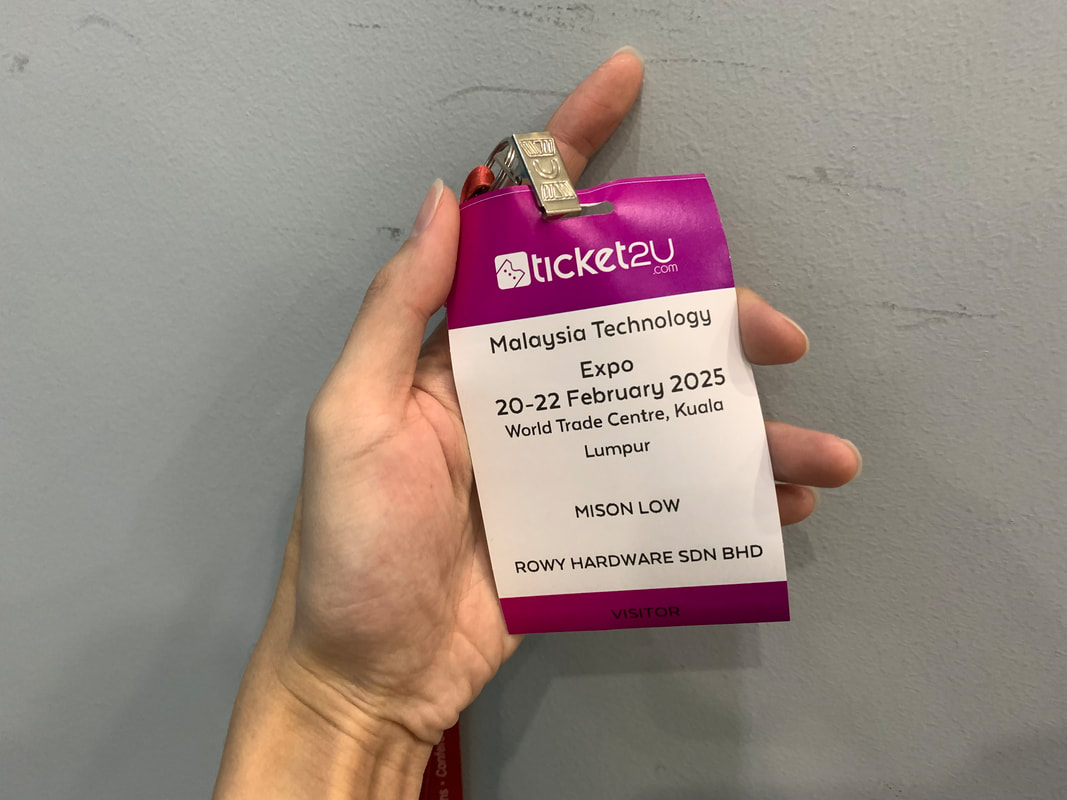 ticket2U
.com
Malaysia Technology
Expo
20-22 February 2025
World Trade Centre, Kuala
Lumpur
MISON LOW
ROWY HARDWARE SDN BHD
VISITOR